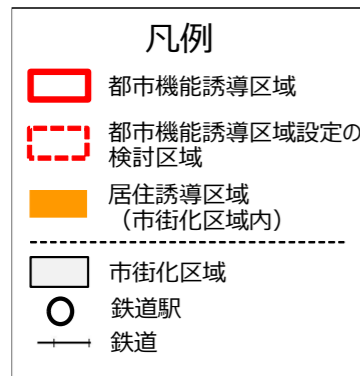 凡例
都市機能誘導区域
都市機能誘導区域設定の
検討区域
居住誘導区域
（市街化区域内）
市街化区域
鉄道駅
鉄道